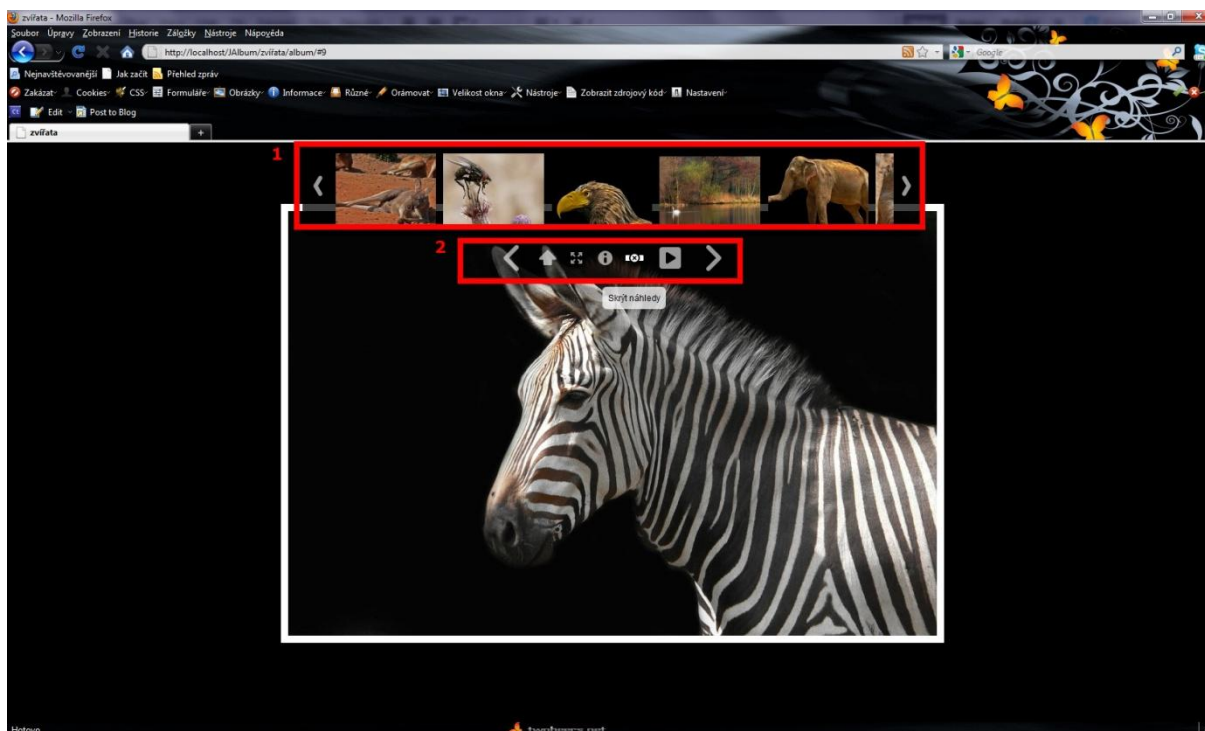 zvířata - Mozilla Firefox
Soubor Úpravy Zobrazení Historie Záložky Nástroje Nápověda
http://localhost/JAlbum/zvířata/album/#9
Google
Nejnavštěvovanější Jak začít Přehled zpráv
Zakázat Cookies CSS Formuláře Obrázky Informace Různé Orámovat Velikost okna Nástroje Zobrazit zdrojový kód Nastavení
Edit Post to Blog
zvířata
1
2
Skrýt náhledy
Hotovo